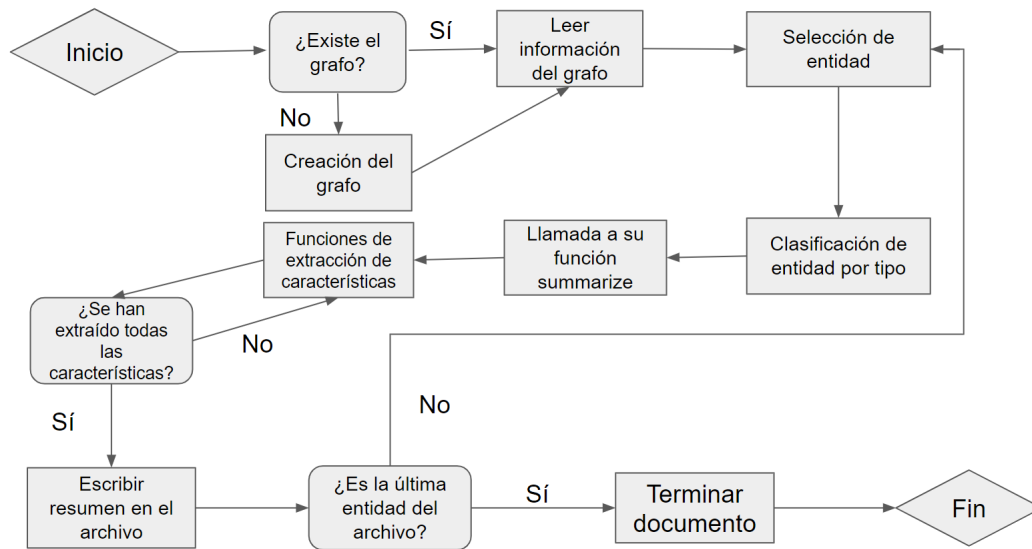 Inicio
¿Existe el
grafo?
Sí
Leer
información
del grafo
Selección de
entidad
No
Creación del
grafo
Funciones de
extracción de
características
Llamada a su
función
summarize
Clasificación de
entidad por tipo
¿Se han
extraído todas
las
características?
No
Sí
No
Escribir
resumen en el
archivo
¿Es la última
entidad del
archivo?
Sí
Terminar
documento
Fin